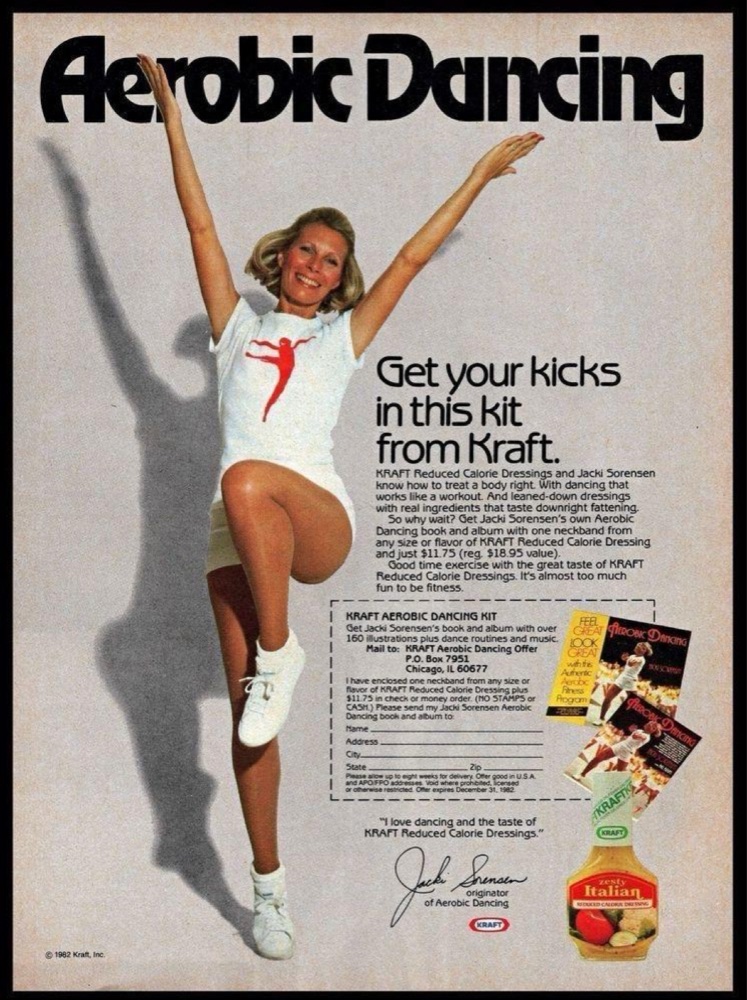 Aerobic Dancing
Get your kicks
in this kit
from Kraft.
KRAFT Reduced Calorie Dressings and Jacki Sorensen
know how to treat a body right. With dancing that
works like a workout. And leaned-down dressings
with real ingredients that taste downright fattening.
So why wait? Get Jacki Sorensen's own Aerobic
Dancing book and album with one neckband from
any size or flavor of KRAFT Reduced Calorie Dressing
and just $11.75 (reg. $18.95 value).
Good time exercise with the great taste of KRAFT
Reduced Calorie Dressings. It's almost too much
fun to be fitness.
KRAFT AEROBIC DANCING KIT
Get Jacki Sorensen's book and album with over
160 illustrations plus dance routines and music.
Mail to: KRAFT Aerobic Dancing Offer
P.O. Box 7951
Chicago, IL 60677
I have enclosed one neckband from any size or
flavor of KRAFT Reduced Calorie Dressing plus
$11.75 in check or money order. (NO STAMPS or
CASH.) Please send my Jacki Sorensen Aerobic
Dancing book and album to:
Name
Address
City
State Zip
Please allow up to eight weeks for delivery. Offer good in U.S.A.
and APO/FPO addresses. Void where prohibited, licensed
or otherwise restricted. Offer expires December 31, 1982.
FEEL
GREAT
LOOK
GREAT
with this
Authentic
Aerobic
Fitness
Program
Aerobic Dancing
Aerobic Dancing
"I love dancing and the taste of
KRAFT Reduced Calorie Dressings."
Jacki Sorensen
originator
of Aerobic Dancing
KRAFT
KRAFT
KRAFT
zesty
Italian
REDUCED CALORIE DRESSING
© 1982 Kraft, Inc.